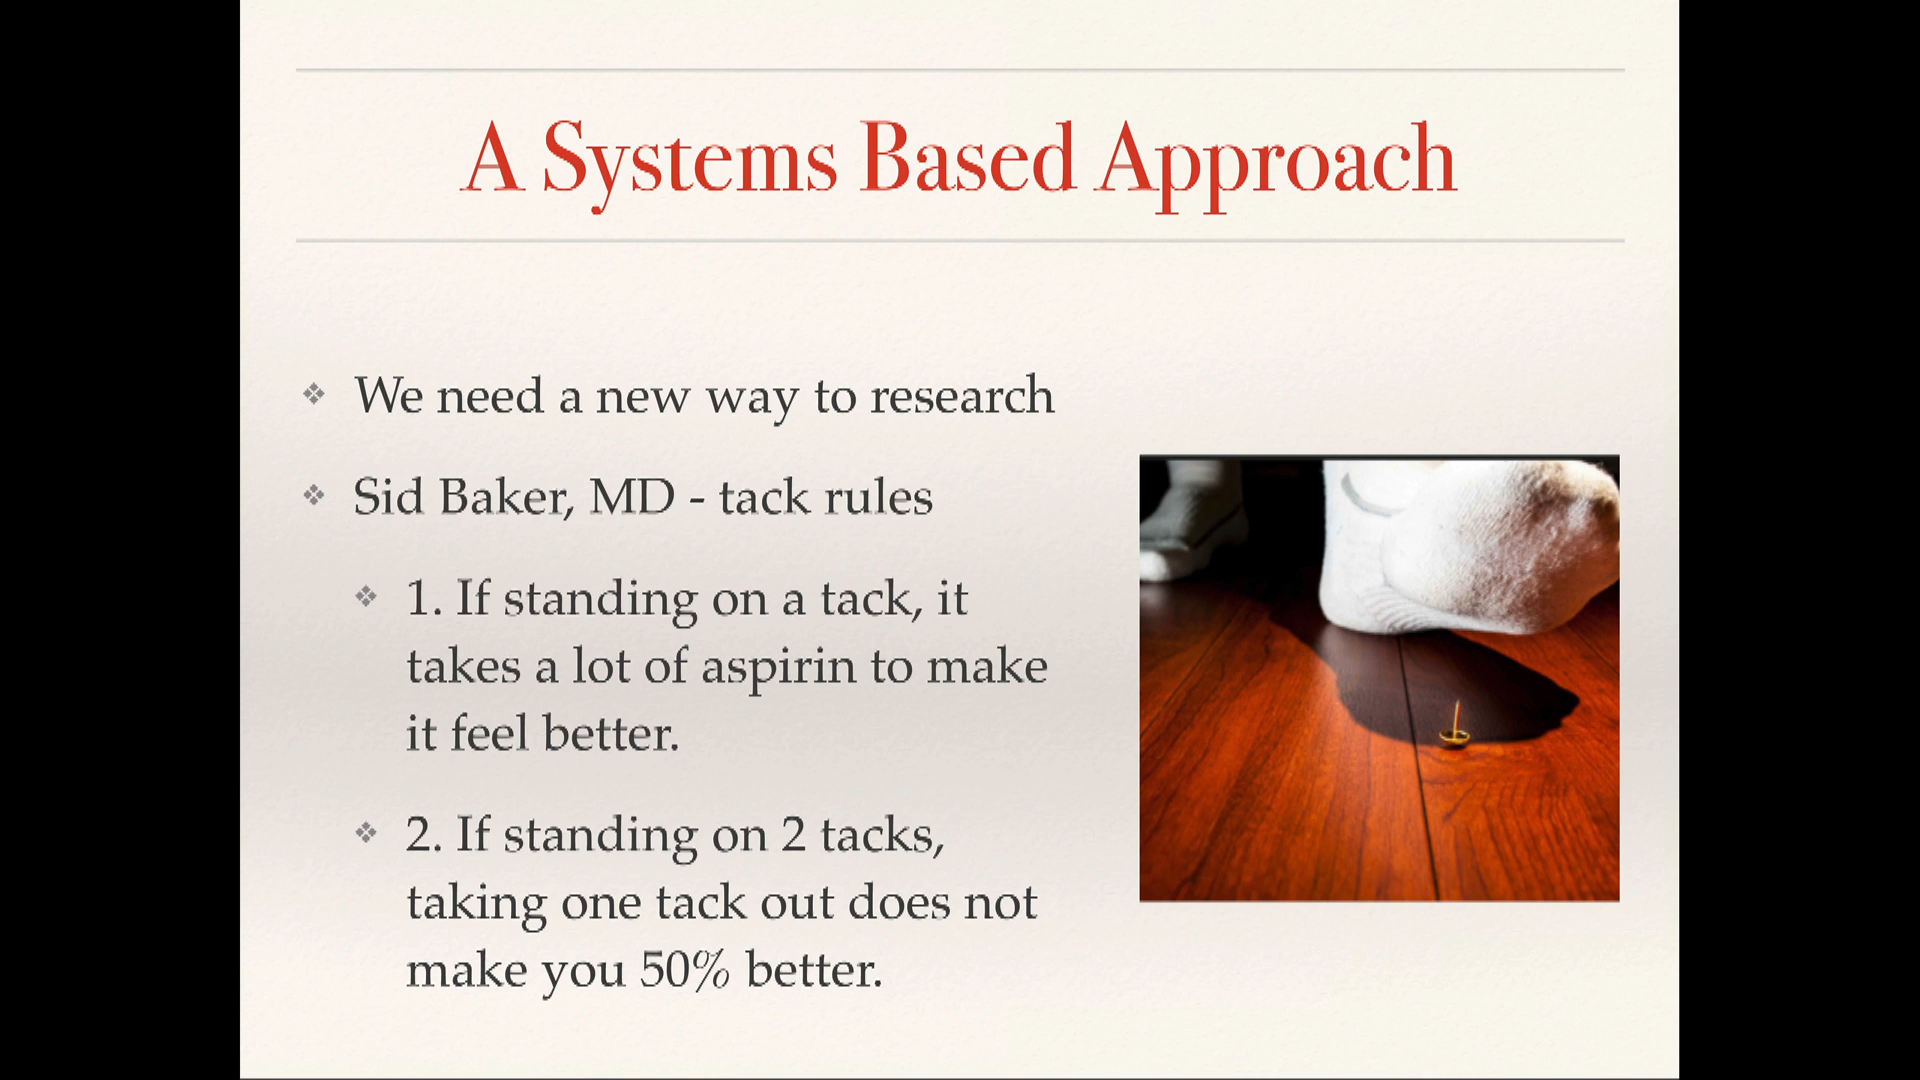 A Systems Based Approach
We need a new way to research
Sid Baker, MD - tack rules
1. If standing on a tack, it
takes a lot of aspirin to make
it feel better.
2. If standing on 2 tacks,
taking one tack out does not
make you 50% better.